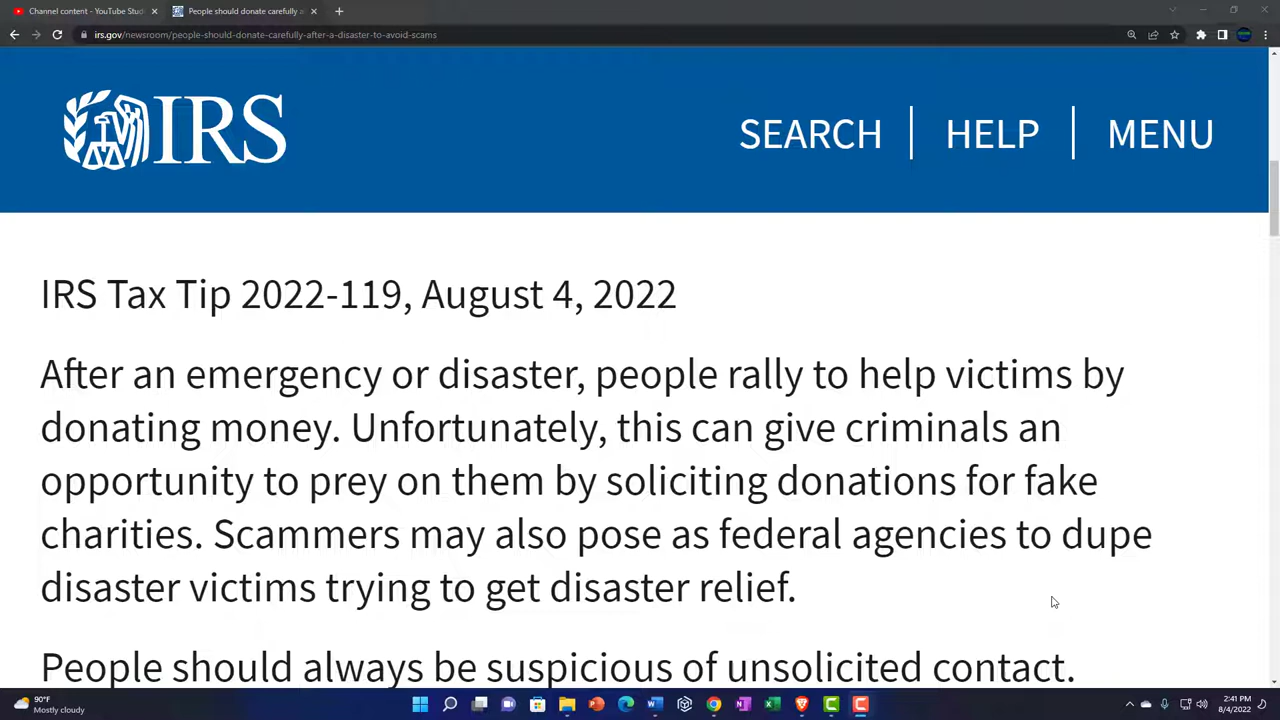 Channel content - YouTube Stud
People should donate carefully a
irs.gov/newsroom/people-should-donate-carefully-after-a-disaster-to-avoid-scams
IRS
SEARCH
HELP
MENU
IRS Tax Tip 2022-119, August 4, 2022
After an emergency or disaster, people rally to help victims by
donating money. Unfortunately, this can give criminals an
opportunity to prey on them by soliciting donations for fake
charities. Scammers may also pose as federal agencies to dupe
disaster victims trying to get disaster relief.
People should always be suspicious of unsolicited contact.
90°F
Mostly cloudy
2:41 PM
8/4/2022